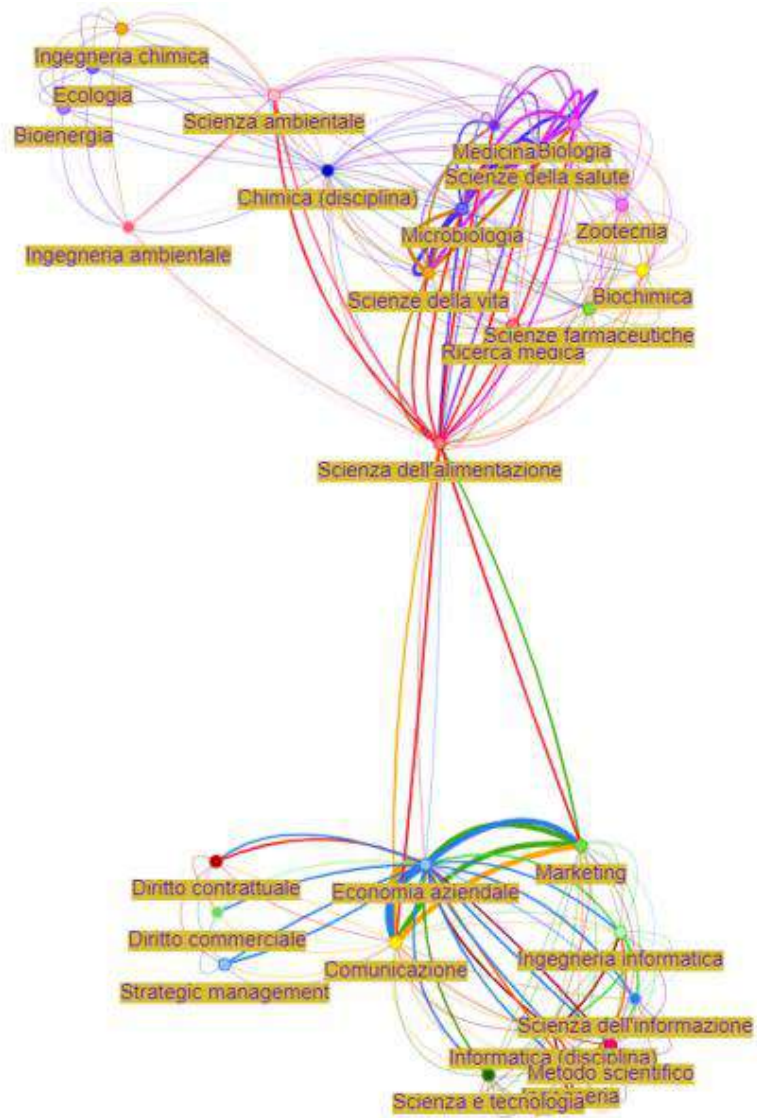 Ingegneria chimica
Ecologia
Bioenergia
Scienza ambientale
Medicina
Biologia
Scienze della salute
Chimica (disciplina)
Microbiologia
Zootecnia
Ingegneria ambientale
Scienze della vita
Biochimica
Scienze farmaceutiche
Ricerca medica
Scienza dell'alimentazione
Marketing
Diritto contrattuale
Economia aziendale
Diritto commerciale
Ingegneria informatica
Comunicazione
Strategic management
Scienza dell'informazione
Informatica (disciplina)
Metodo scientifico
Scienza e tecnologia